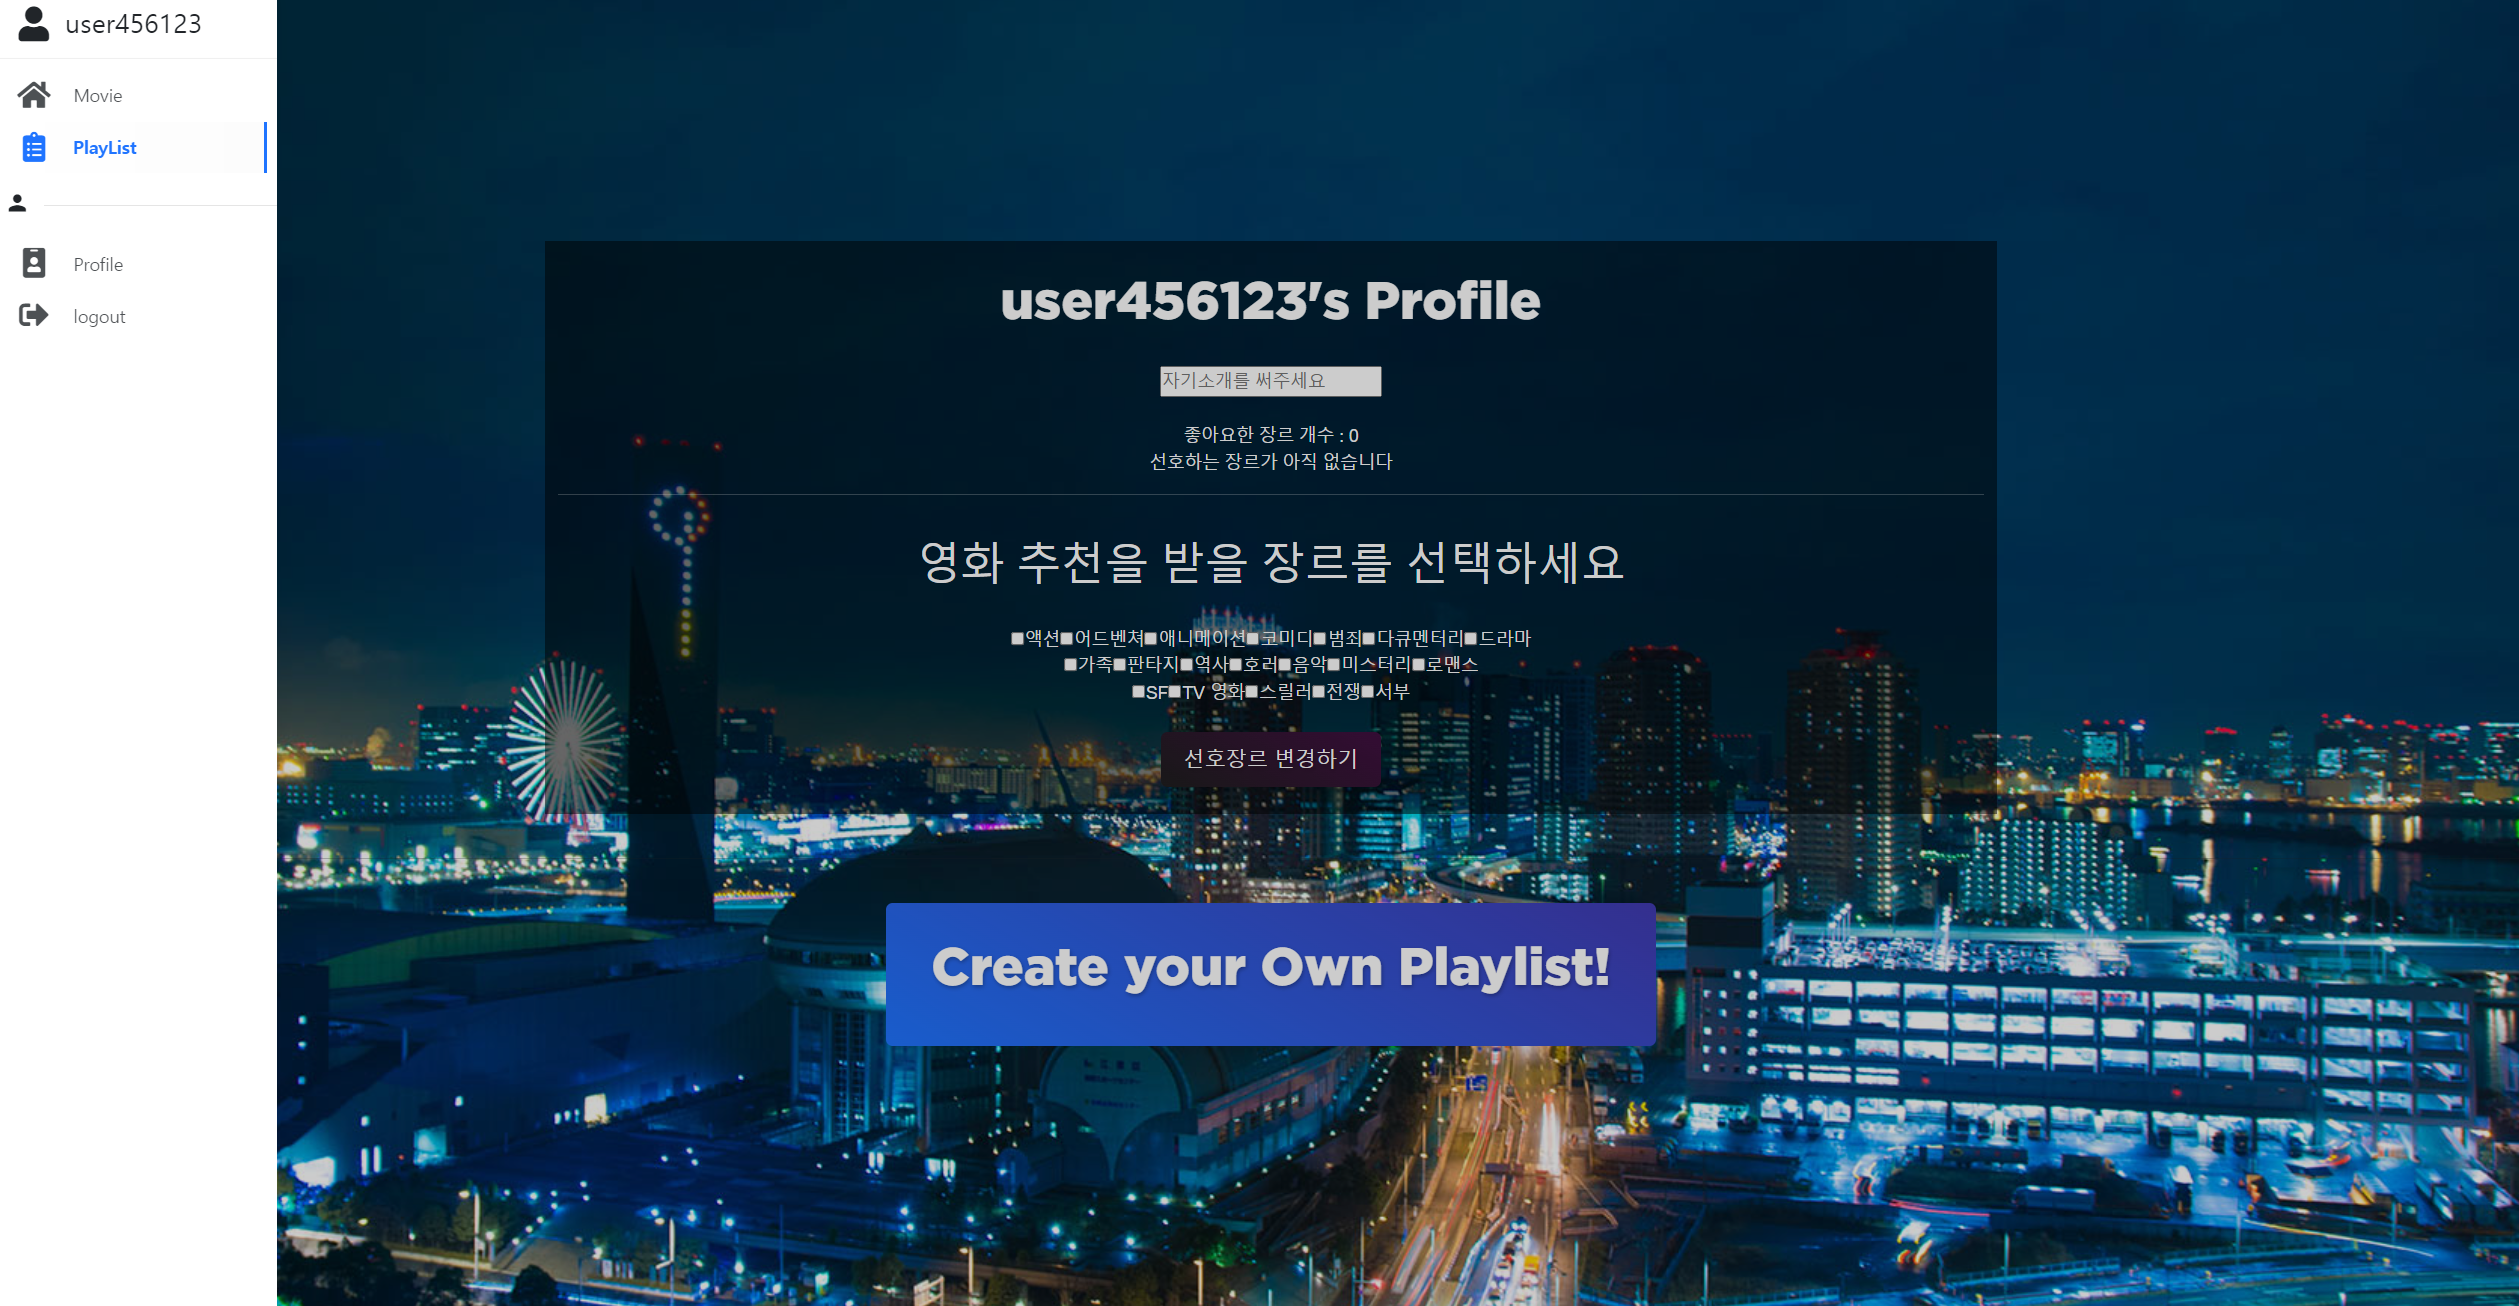 user456123
Movie
PlayList
Profile
logout
user456123's Profile
자기소개를 써주세요
좋아요한 장르 개수 : 0
선호하는 장르가 아직 없습니다
영화 추천을 받을 장르를 선택하세요
액션 어드벤쳐 애니메이션 코미디 범죄 다큐멘터리 드라마
가족 판타지 역사 호러 음악 미스터리 로맨스
SF TV 영화 스릴러 전쟁 서부
선호장르 변경하기
Create your Own Playlist!